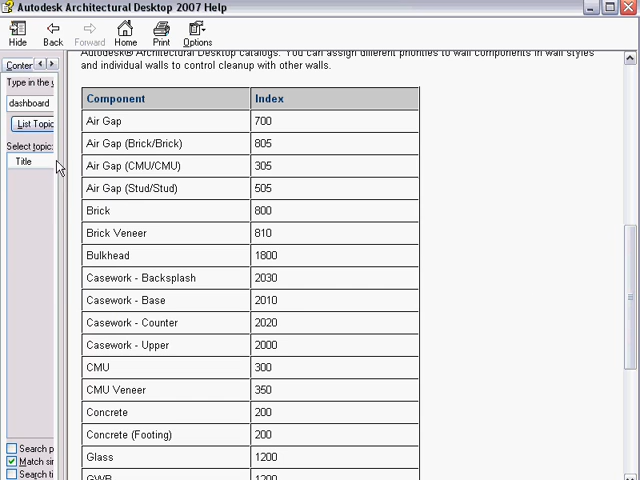 Autodesk Architectural Desktop 2007 Help
Hide Back Forward Home Print Options
Autodesk® Architectural Desktop catalogs. You can assign different priorities to wall components in wall styles
and individual walls to control cleanup with other walls.
Conter
Type in the
dashboard
List Topic
Select topic:
Title
Component Index
Air Gap 700
Air Gap (Brick/Brick) 805
Air Gap (CMU/CMU) 305
Air Gap (Stud/Stud) 505
Brick 800
Brick Veneer 810
Bulkhead 1800
Casework - Backsplash 2030
Casework - Base 2010
Casework - Counter 2020
Casework - Upper 2000
CMU 300
CMU Veneer 350
Concrete 200
Concrete (Footing) 200
Glass 1200
GWB 1200
Search p
Match sir
Search ti